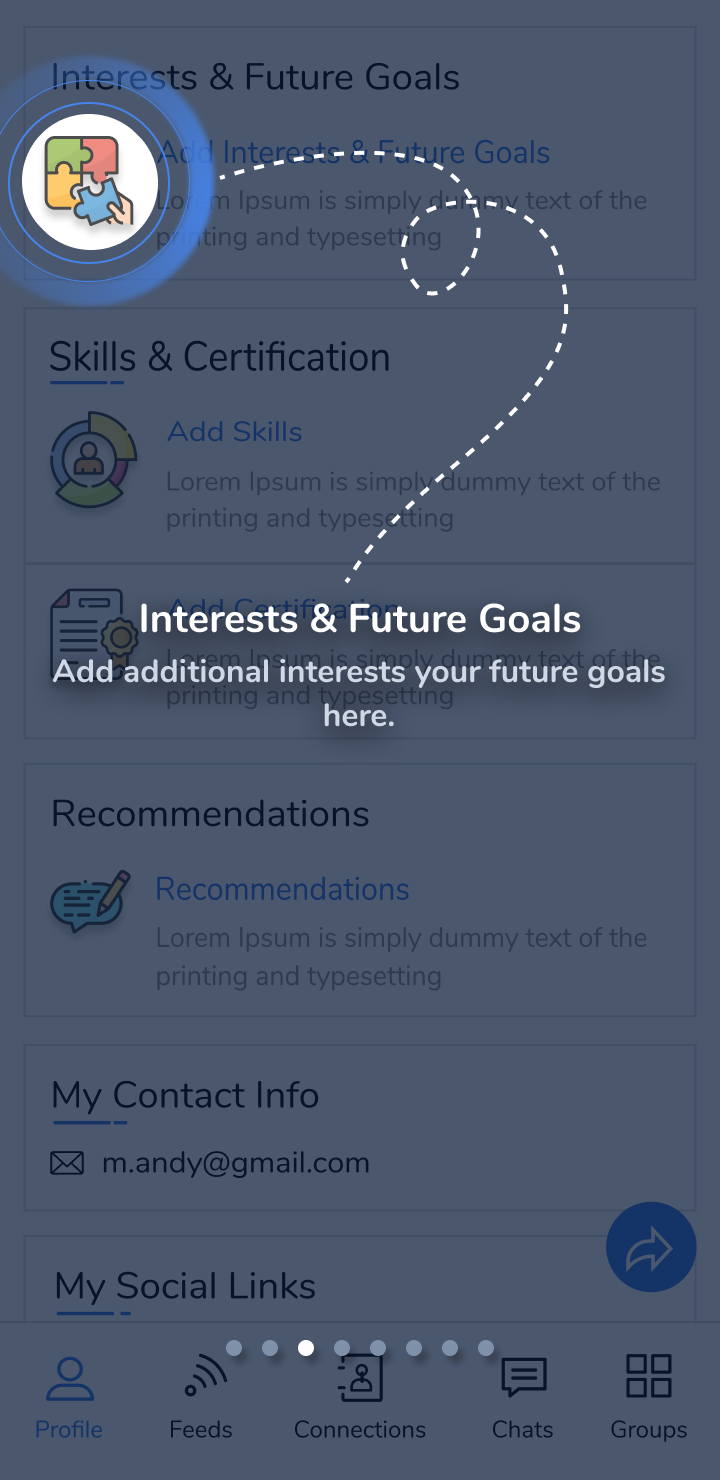 Interests & Future Goals
Add Interests & Future Goals
Lorem Ipsum is simply dummy text of the
printing and typesetting
Skills & Certification
Add Skills
Lorem Ipsum is simply dummy text of the
printing and typesetting
Add Certification
Interests & Future Goals
Lorem Ipsum is simply dummy text of the
Add additional interests your future goals
printing and typesetting
here.
Recommendations
Recommendations
Lorem Ipsum is simply dummy text of the
printing and typesetting
My Contact Info
m.andy@gmail.com
My Social Links
Profile
Feeds
Connections
Chats
Groups